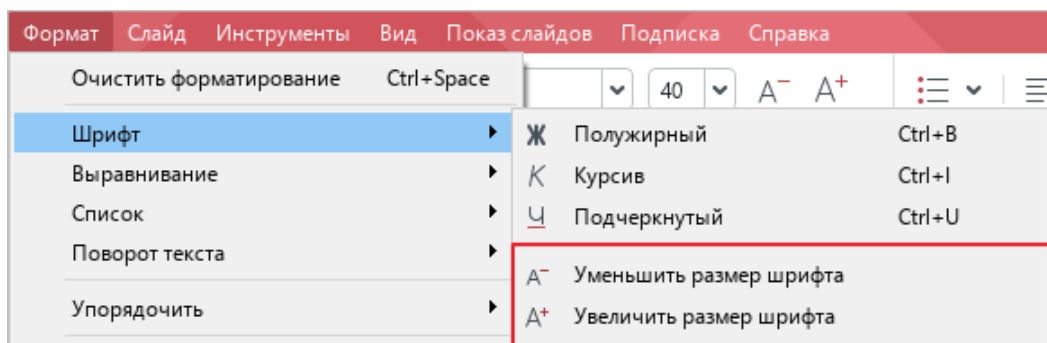 Формат Слайд Инструменты Вид Показ слайдов Подписка Справка
Очистить форматирование Ctrl+Space
40 A− A+
Шрифт
Ж Полужирный Ctrl+B
Выравнивание
К Курсив Ctrl+I
Список
Ч Подчеркнутый Ctrl+U
Поворот текста
A− Уменьшить размер шрифта
Упорядочить
A+ Увеличить размер шрифта